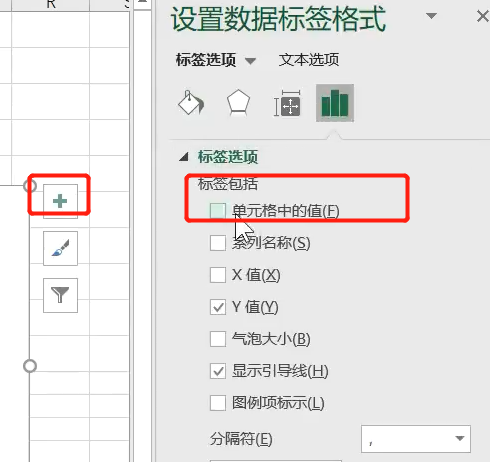 R
设置数据标签格式
标签选项 文本选项
标签选项
标签包括
单元格中的值(F)
系列名称(S)
X 值(X)
Y 值(Y)
气泡大小(B)
显示引导线(H)
图例项标示(L)
分隔符(E) ,